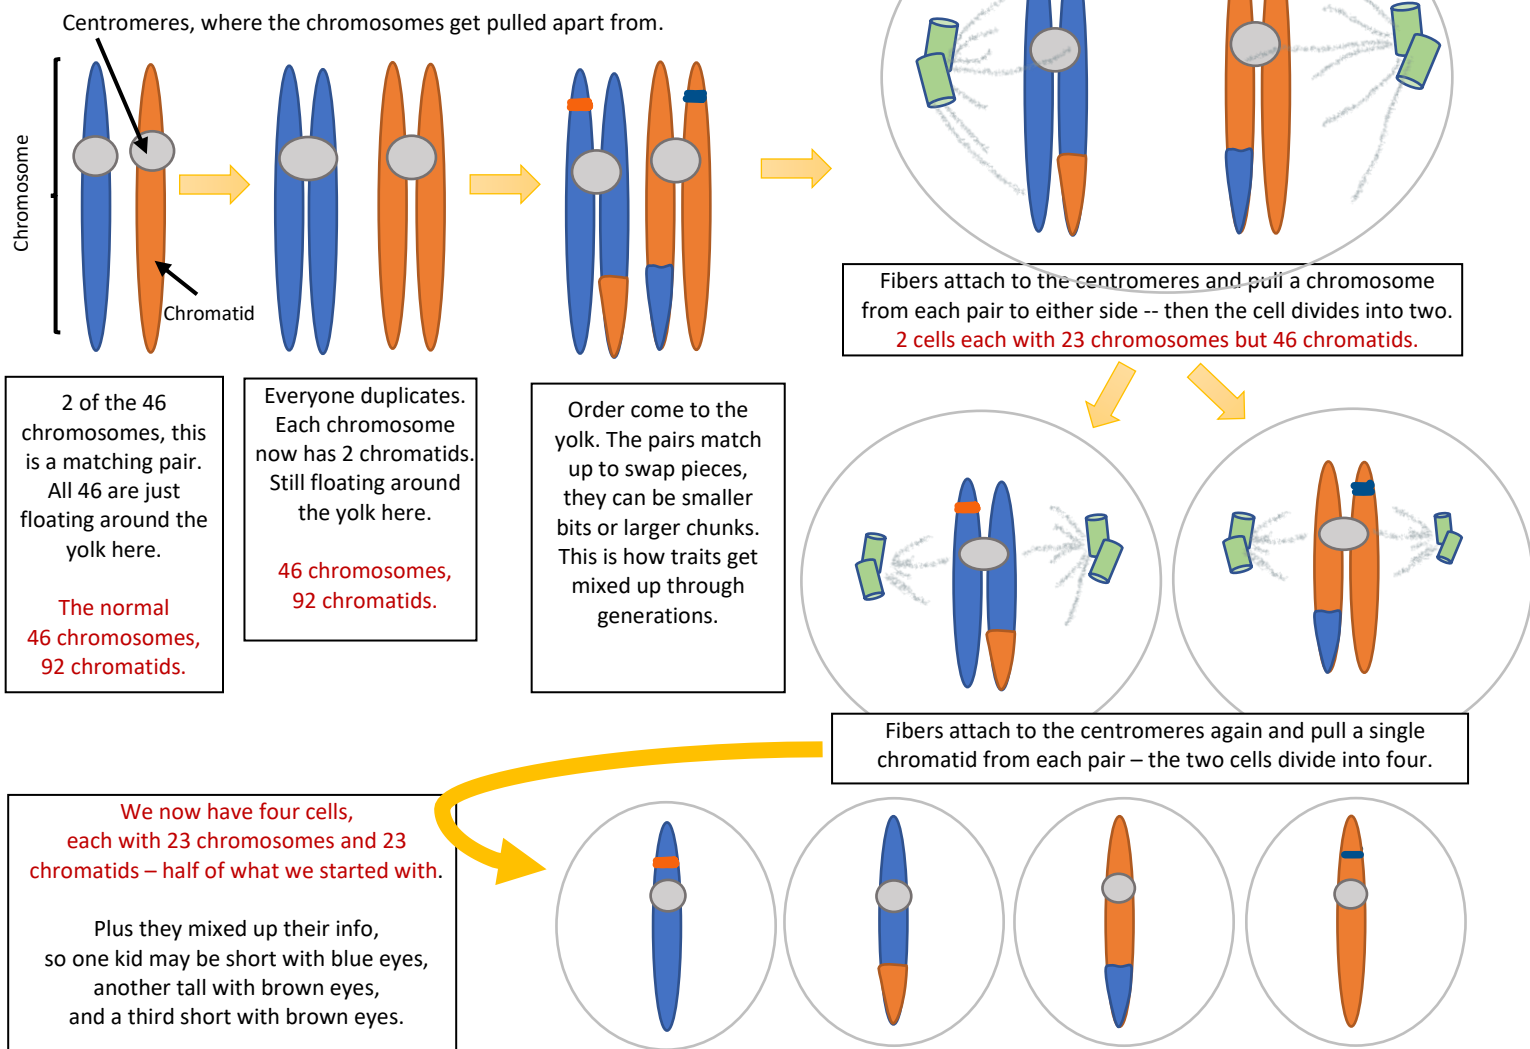 Centromeres, where the chromosomes get pulled apart from.
Chromosome
Chromatid
Fibers attach to the centromeres and pull a chromosome
from each pair to either side -- then the cell divides into two.
2 cells each with 23 chromosomes but 46 chromatids.
2 of the 46
chromosomes, this
is a matching pair.
All 46 are just
floating around the
yolk here.
The normal
46 chromosomes,
92 chromatids.
Everyone duplicates.
Each chromosome
now has 2 chromatids.
Still floating around
the yolk here.
46 chromosomes,
92 chromatids.
Order come to the
yolk. The pairs match
up to swap pieces,
they can be smaller
bits or larger chunks.
This is how traits get
mixed up through
generations.
Fibers attach to the centromeres again and pull a single
chromatid from each pair – the two cells divide into four.
We now have four cells,
each with 23 chromosomes and 23
chromatids – half of what we started with.
Plus they mixed up their info,
so one kid may be short with blue eyes,
another tall with brown eyes,
and a third short with brown eyes.